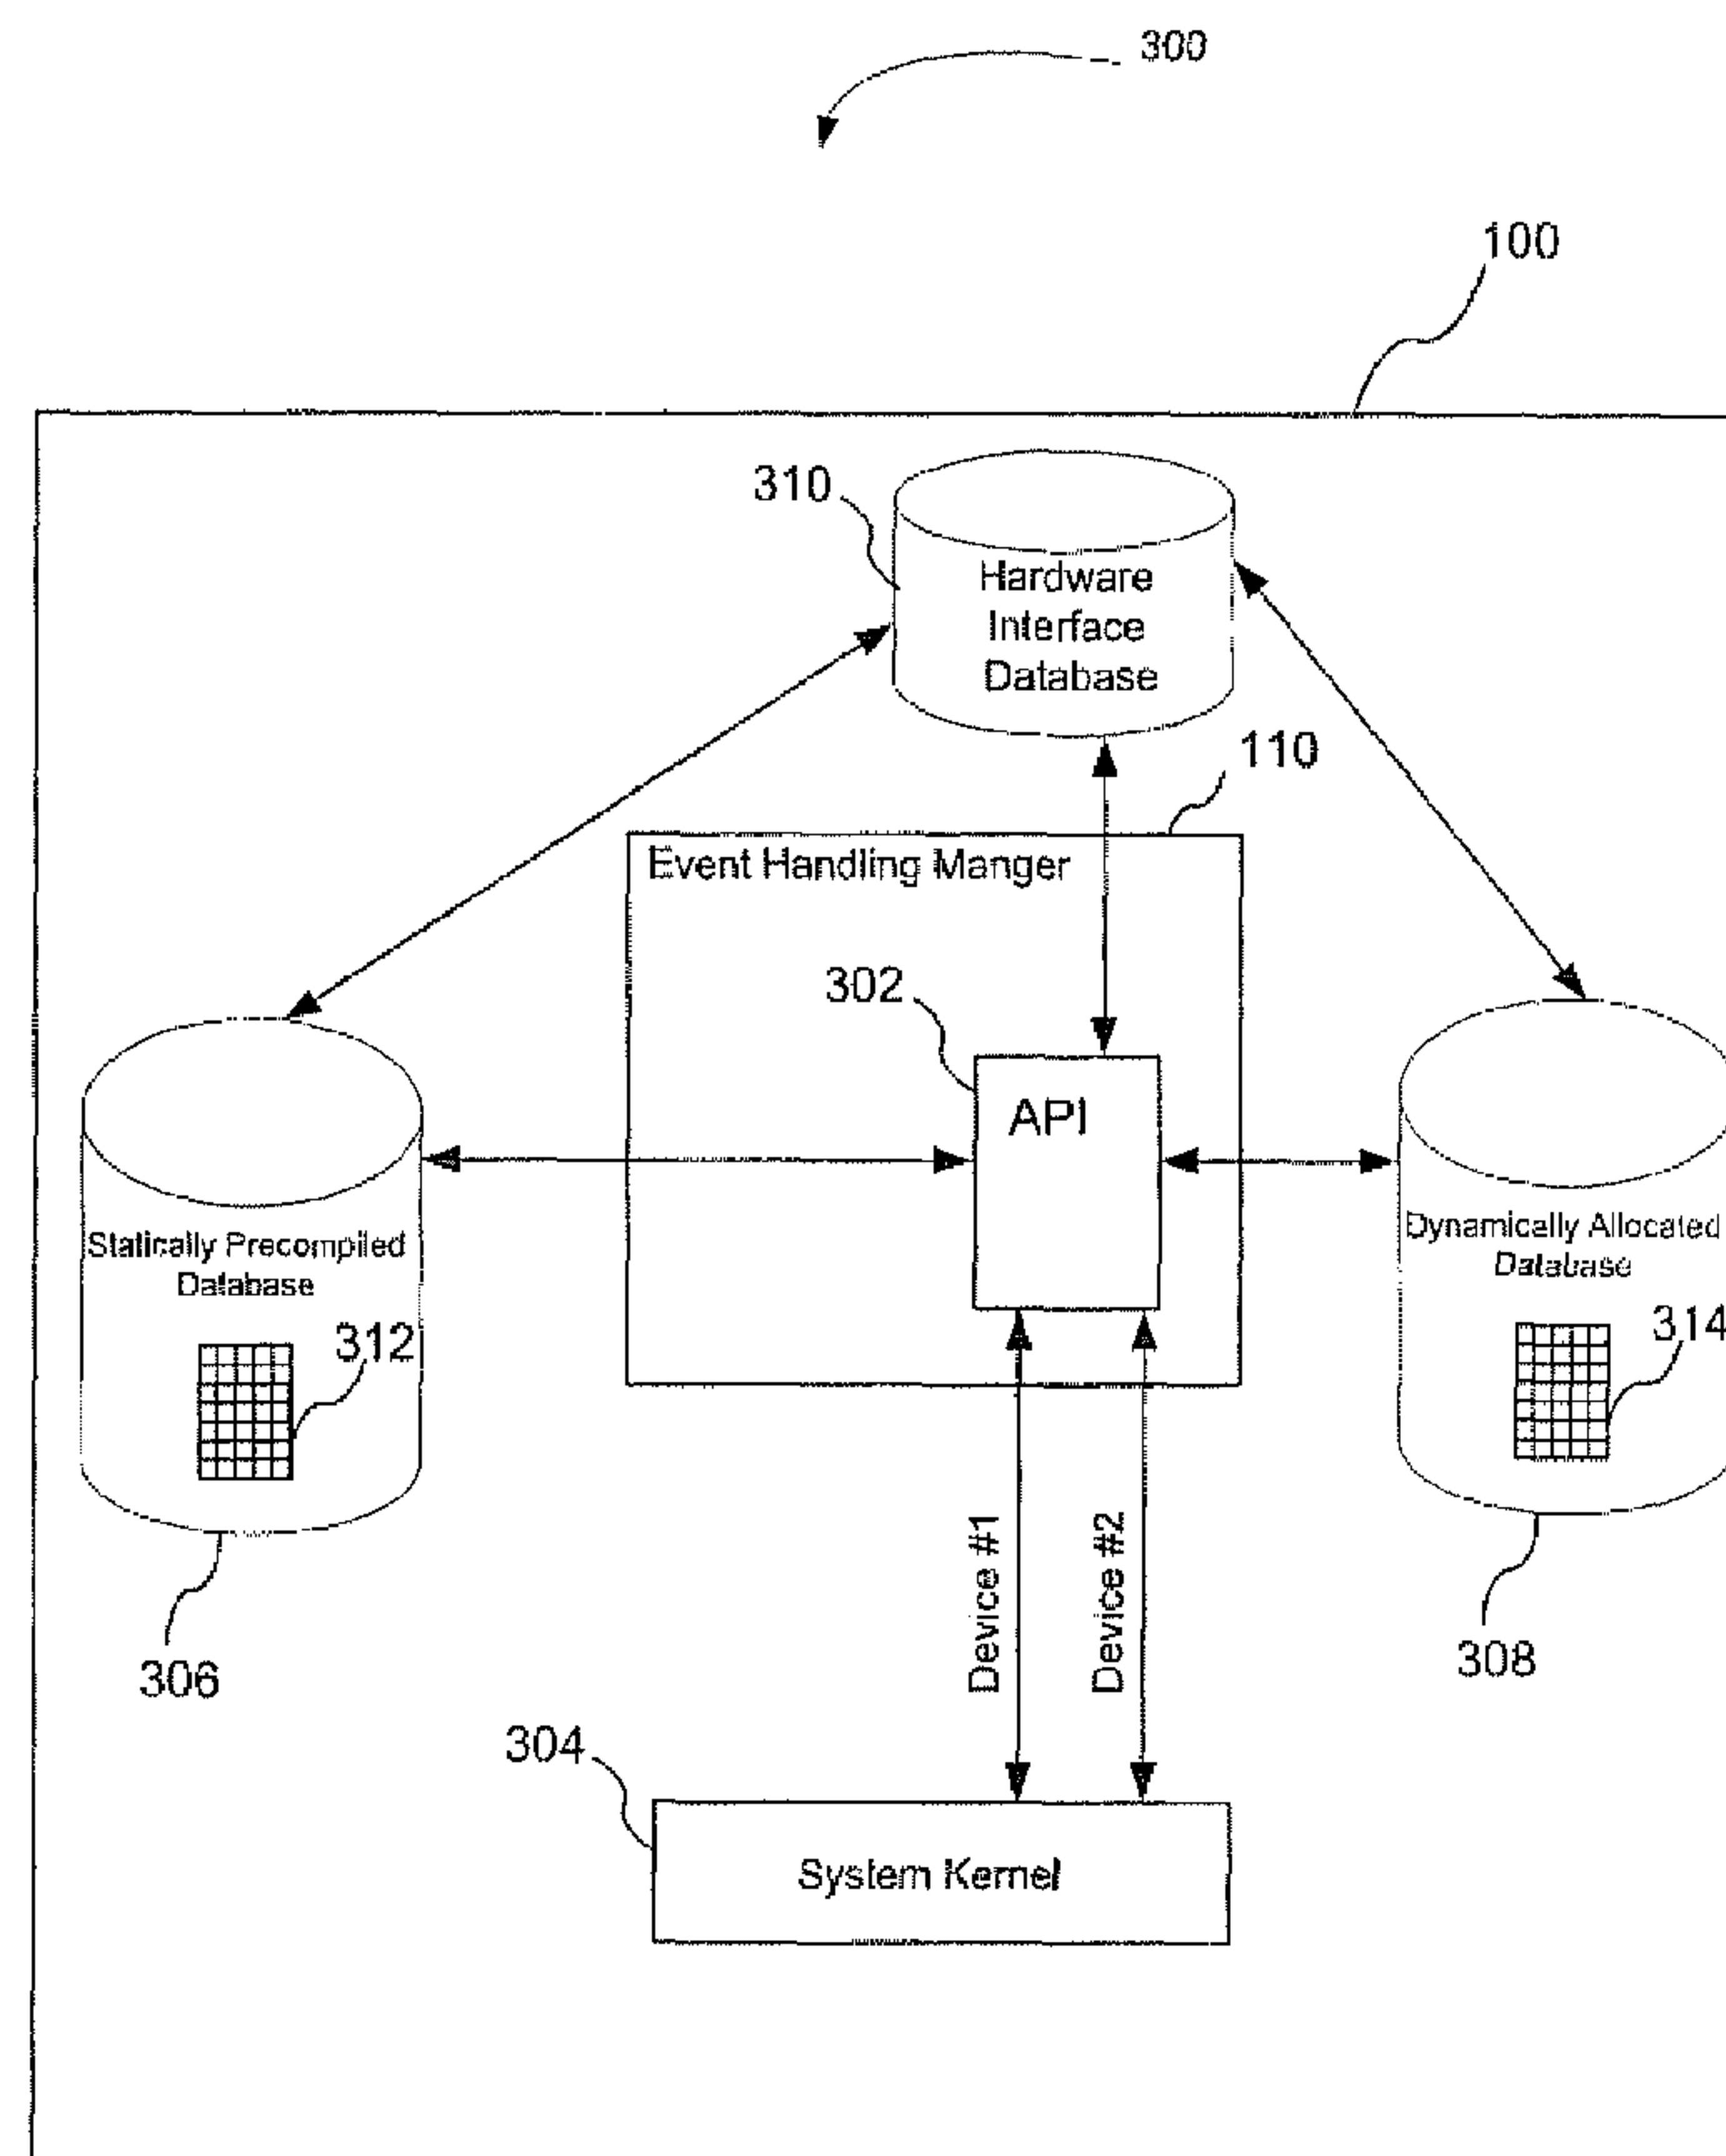 300
100
310
Hardware
Interface
Database
110
Event Handling Manger
302
API
Statically Precompiled
Database
312
Dynamically Allocated
Database
314
Device #1
Device #2
306
308
304
System Kernel